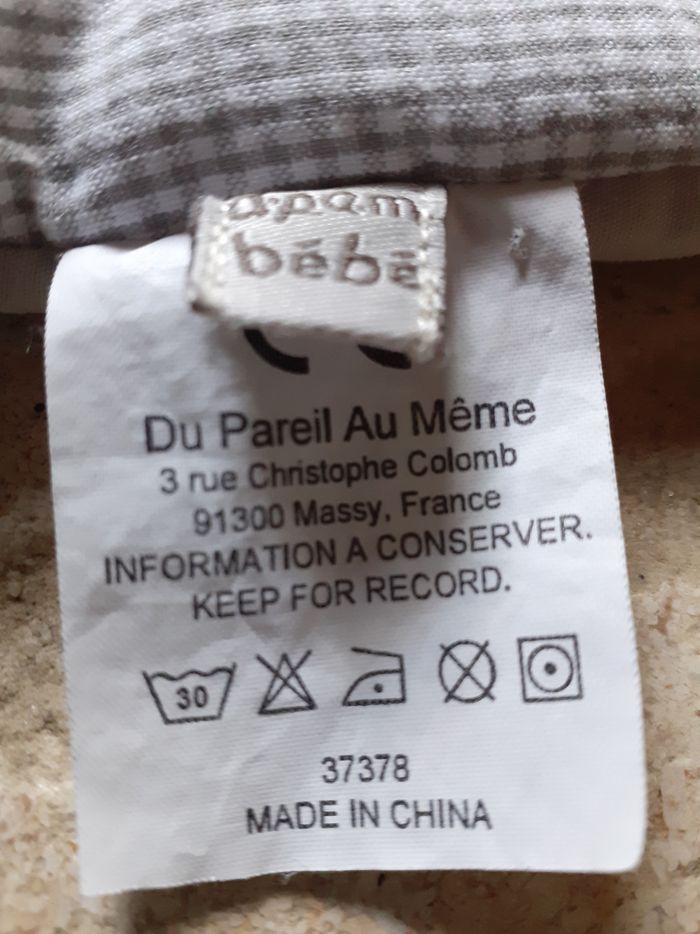 d.p.a.m
bébé
Du Pareil Au Même
3 rue Christophe Colomb
91300 Massy, France
INFORMATION A CONSERVER.
KEEP FOR RECORD.
30
37378
MADE IN CHINA